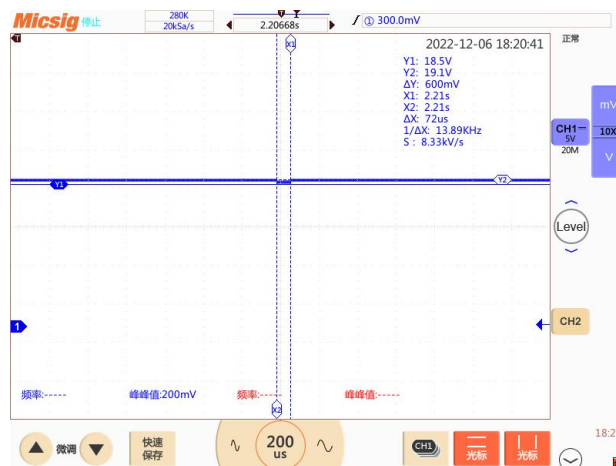 Micsig 停止
280K
20kSa/s
T
2.20668s
① 300.0mV
T
X1
2022-12-06 18:20:41
正常
Y1: 18.5V
Y2: 19.1V
ΔY: 600mV
X1: 2.21s
X2: 2.21s
ΔX: 72us
1/ΔX: 13.89KHz
S : 8.33kV/s
mV
CH1
5V
20M
10X
V
Y1
Y2
Level
1
CH2
频率:-----
峰峰值:200mV
频率:-----
峰峰值:-----
X2
18:2
微调
快速
保存
200
us
CH1
光标
光标